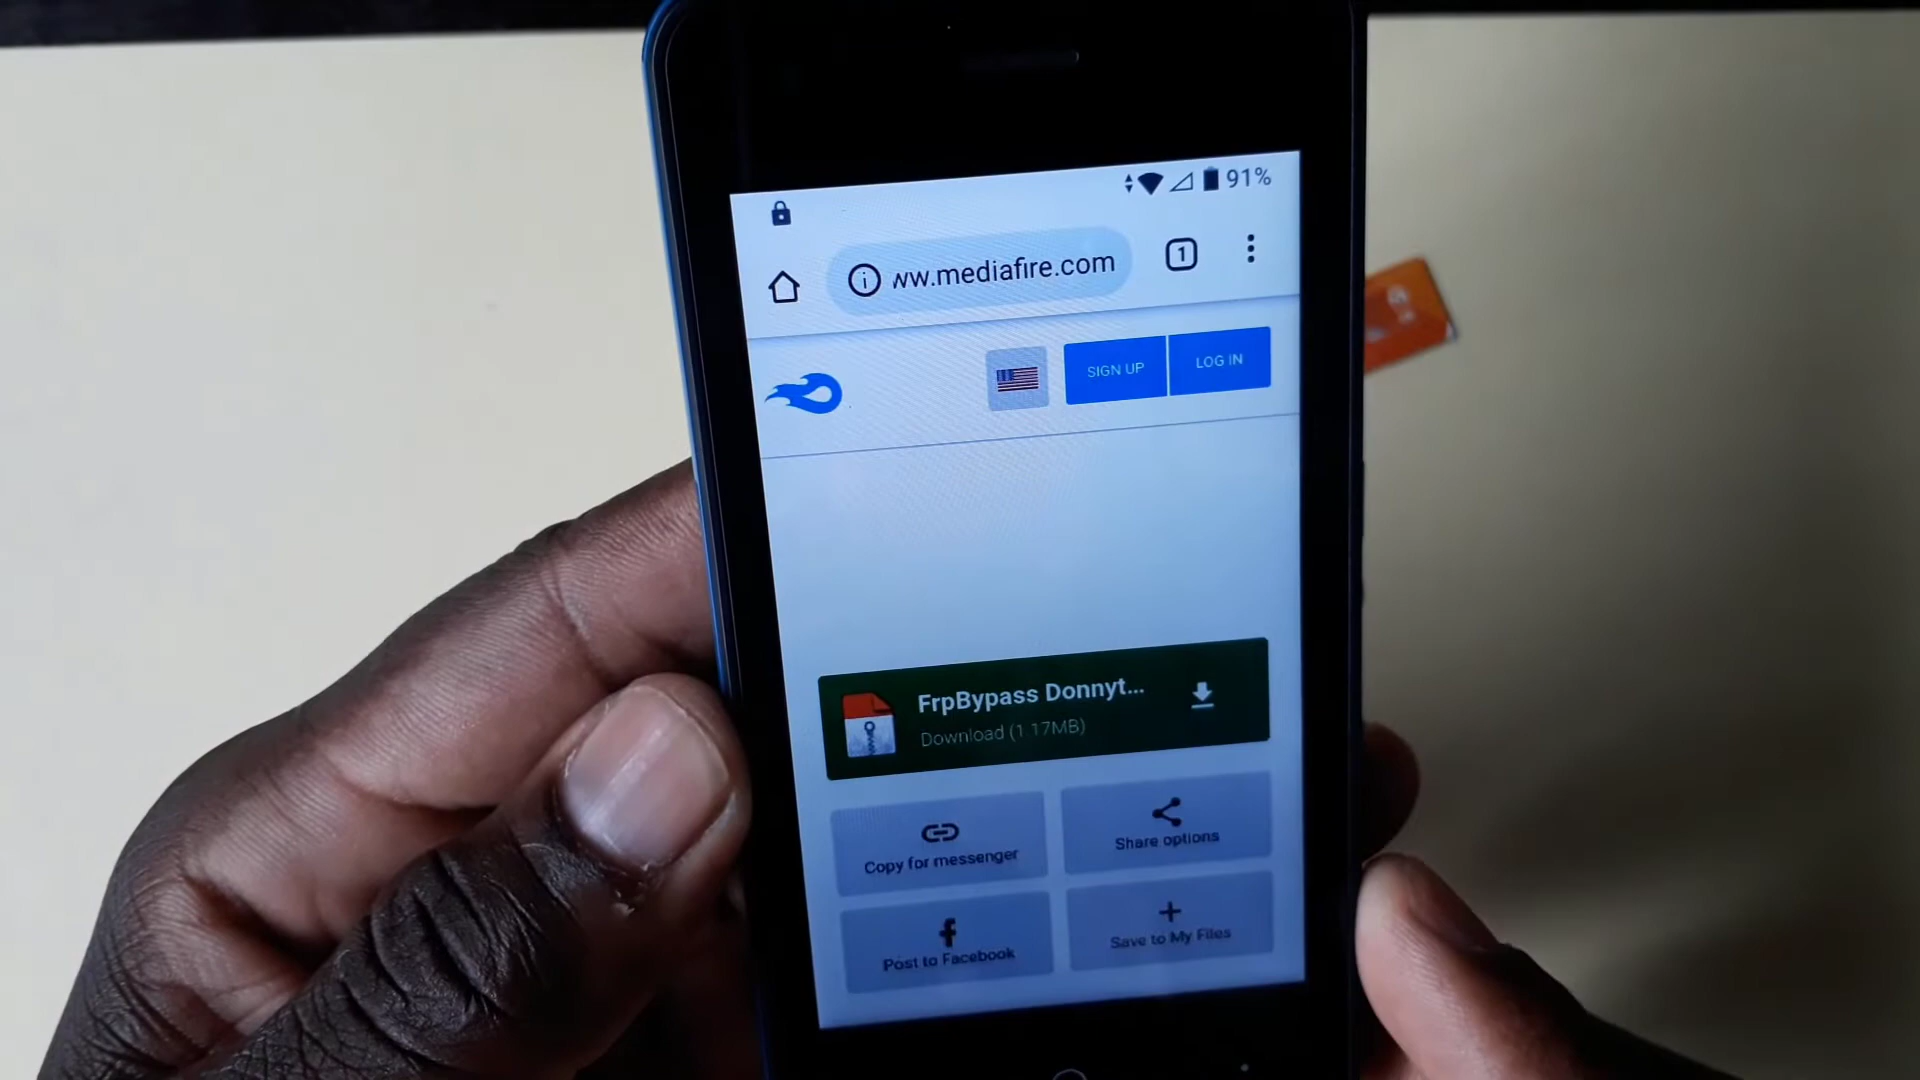 91%
ww.mediafire.com
1
SIGN UP
LOG IN
FrpBypass Donnyt...
Download (1.17MB)
Copy for messenger
Share options
Post to Facebook
Save to My Files